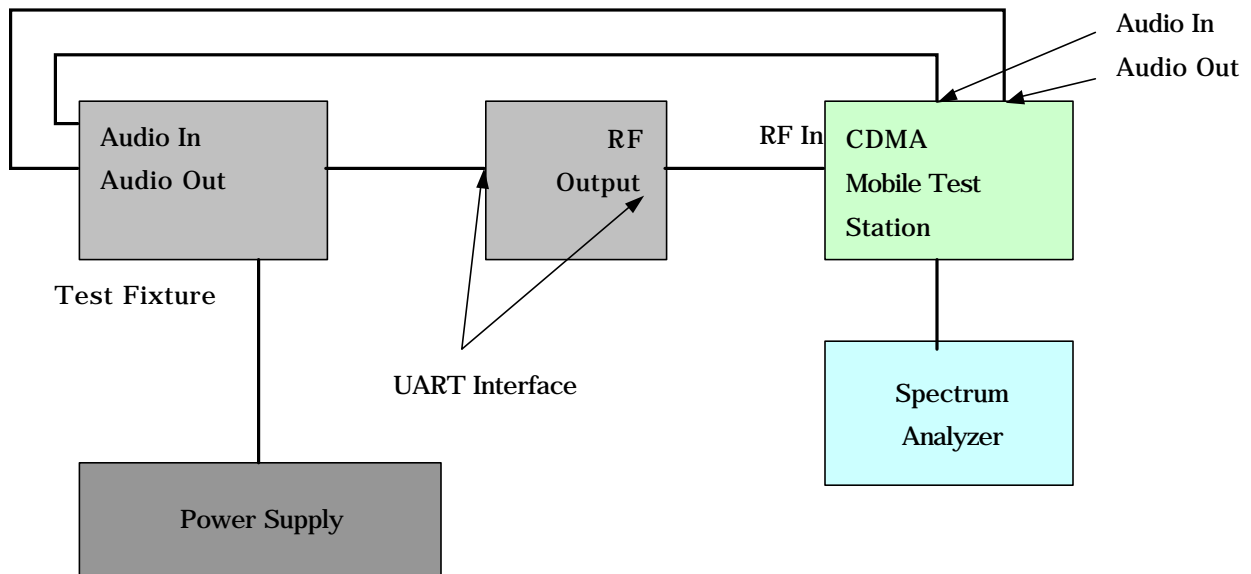 Audio In
Audio Out
Audio In
Audio Out
RF
Output
RF In
CDMA
Mobile Test
Station
Test Fixture
UART Interface
Spectrum
Analyzer
Power Supply